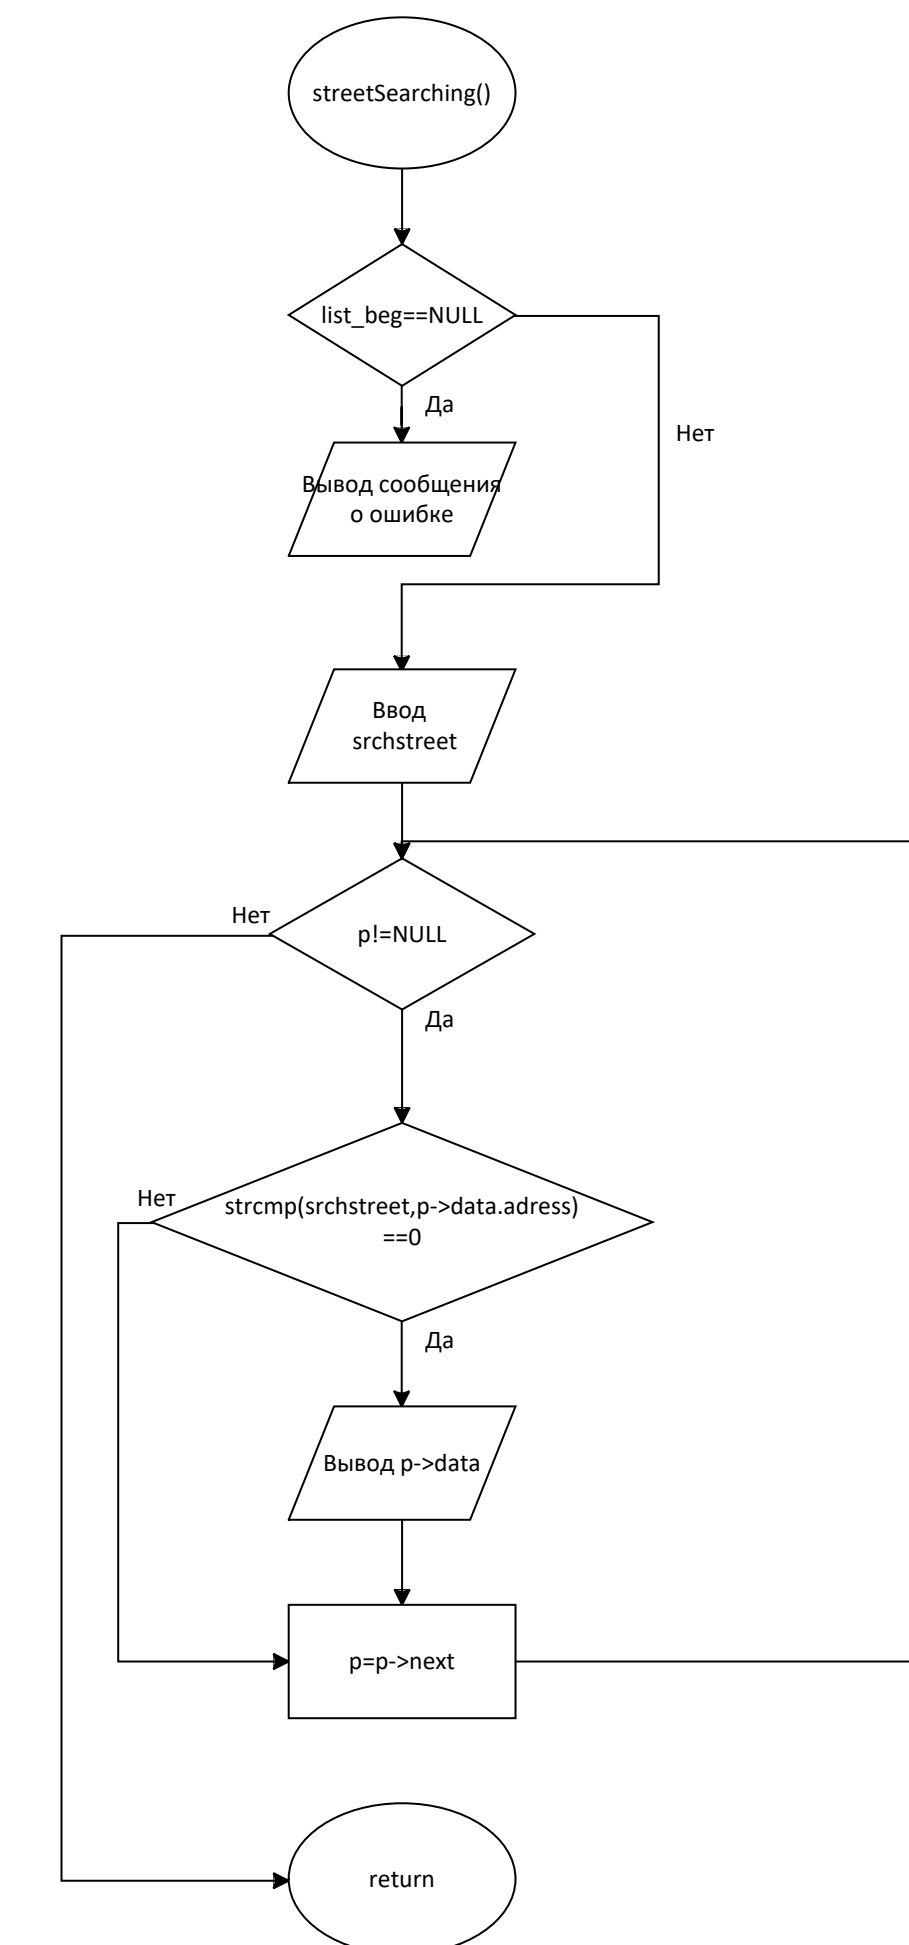 streetSearching()
list_beg==NULL
Да
Нет
Вывод сообщения
о ошибке
Ввод
srchstreet
Нет
p!=NULL
Да
Нет
strcmp(srchstreet,p->data.adress)
==0
Да
Вывод p->data
p=p->next
return